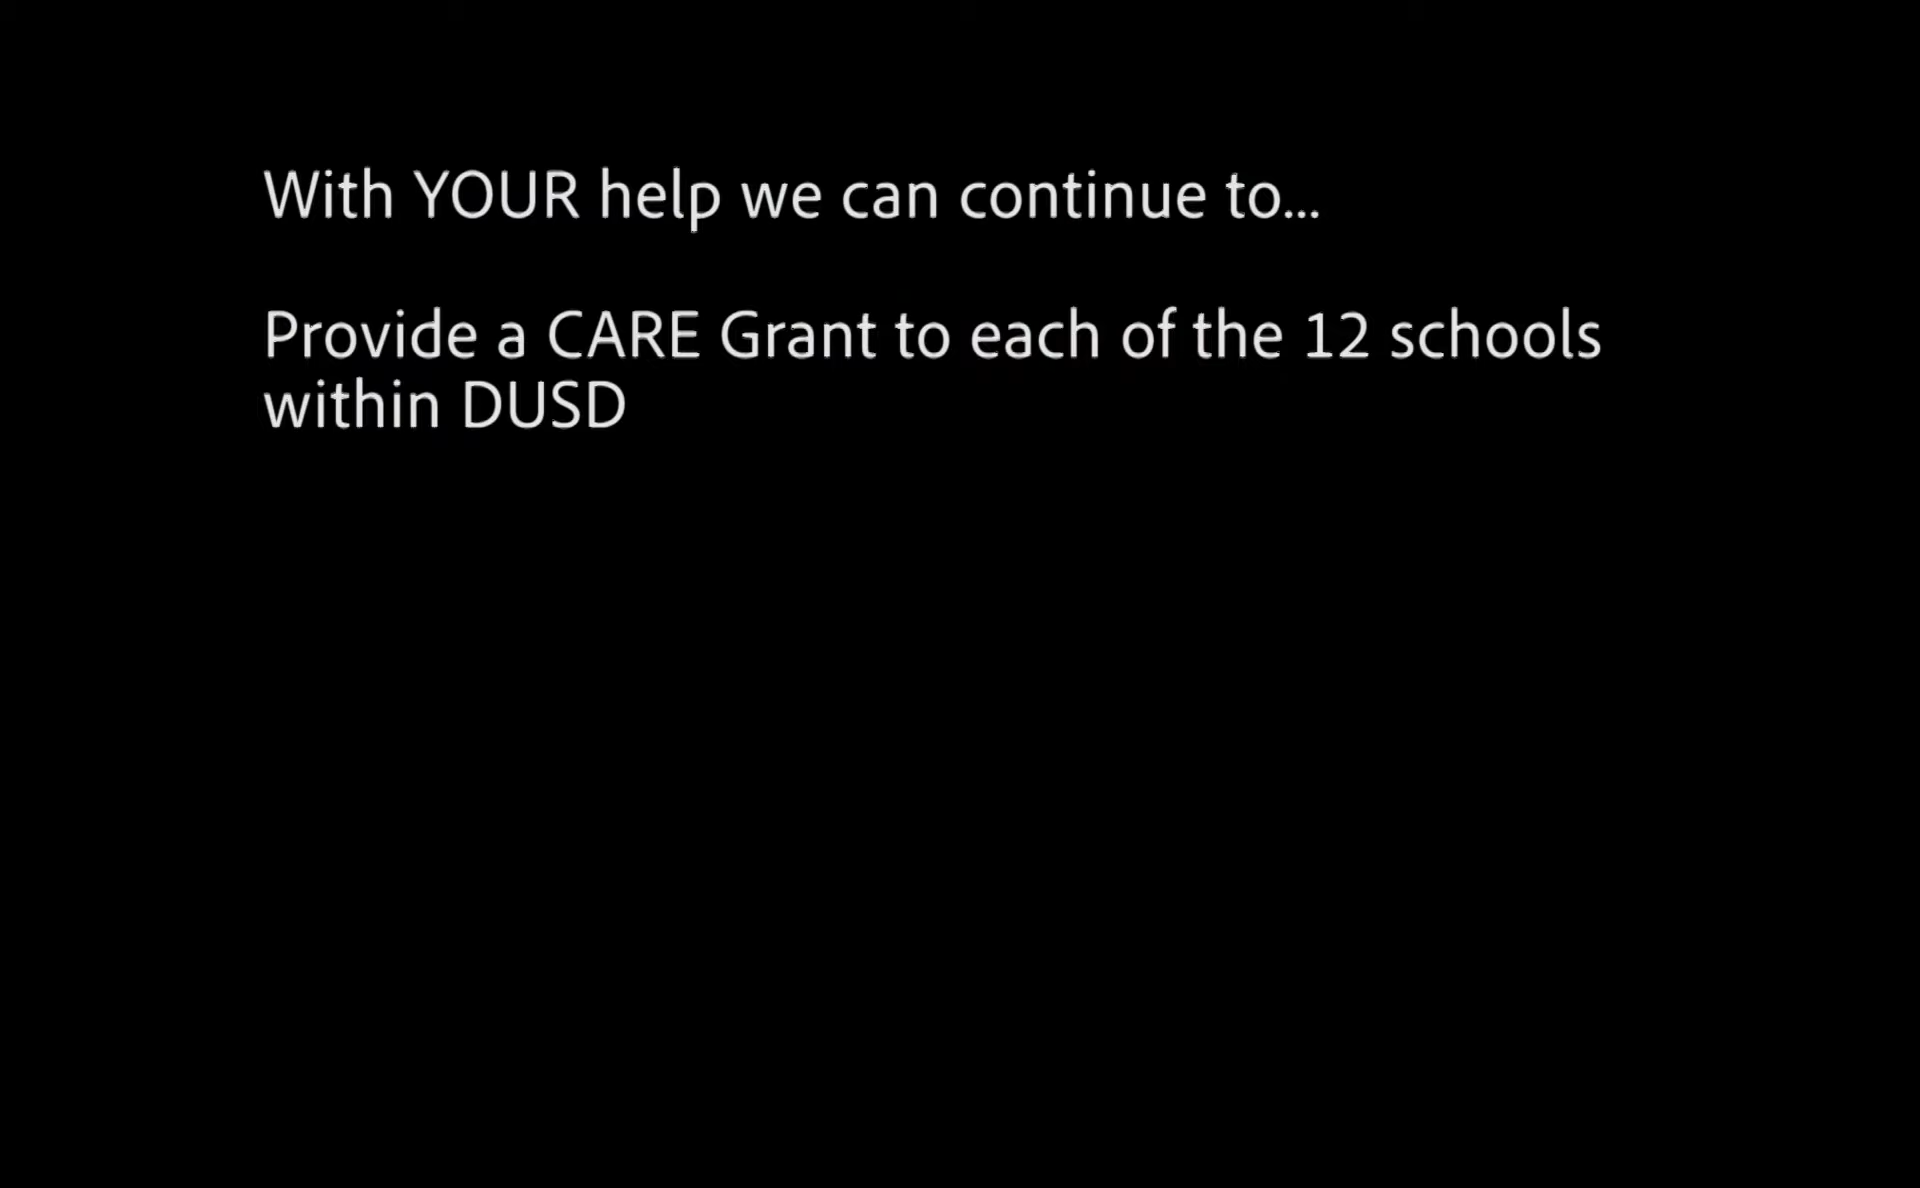 With YOUR help we can continue to...
Provide a CARE Grant to each of the 12 schools
within DUSD